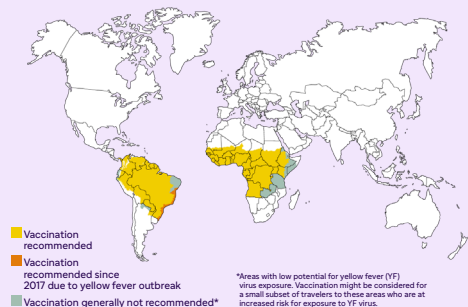 Vaccination
recommended
Vaccination
recommended since
2017 due to yellow fever outbreak
Vaccination generally not recommended*
*Areas with low potential for yellow fever (YF)
virus exposure. Vaccination might be considered for
a small subset of travelers to these areas who are at
increased risk for exposure to YF virus.